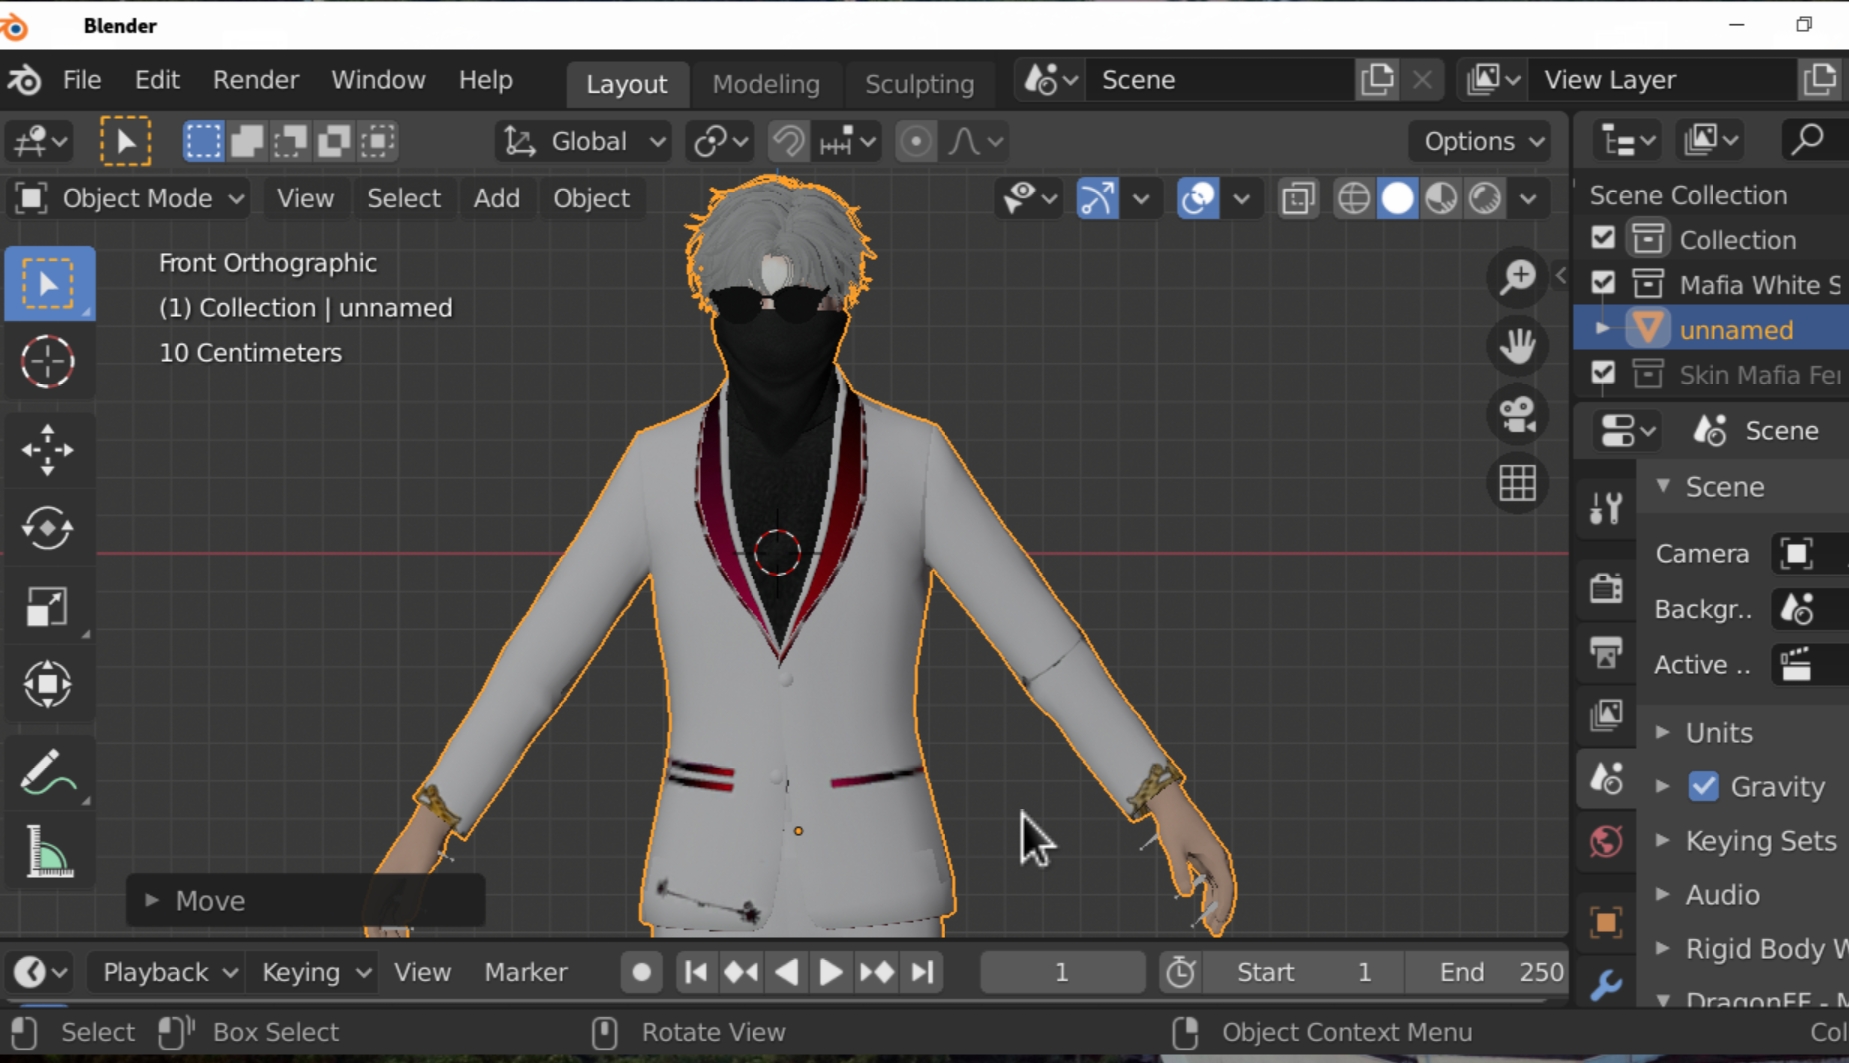 Blender
File Edit Render Window Help Layout Modeling Sculpting Scene View Layer
Global Options
Object Mode View Select Add Object
Scene Collection
Collection
Mafia White S
unnamed
Skin Mafia Fer
Front Orthographic
(1) Collection | unnamed
10 Centimeters
Scene
Scene
Camera
Backgr..
Active ..
Units
Gravity
Keying Sets
Audio
Rigid Body W
DragonFF - M
Move
Playback Keying View Marker 1 Start 1 End 250
Select Box Select Rotate View Object Context Menu Col